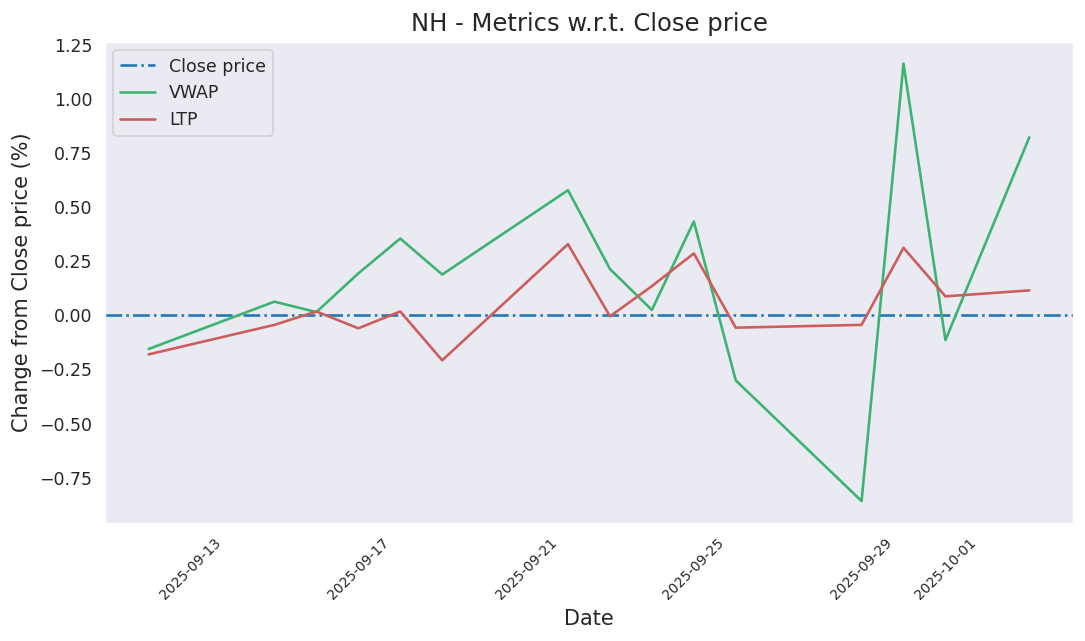 NH - Metrics w.r.t. Close price
Close price
VWAP
LTP
Change from Close price (%)
1.25
1.00
0.75
0.50
0.25
0.00
−0.25
−0.50
−0.75
2025-09-13
2025-09-17
2025-09-21
2025-09-25
2025-09-29
2025-10-01
Date